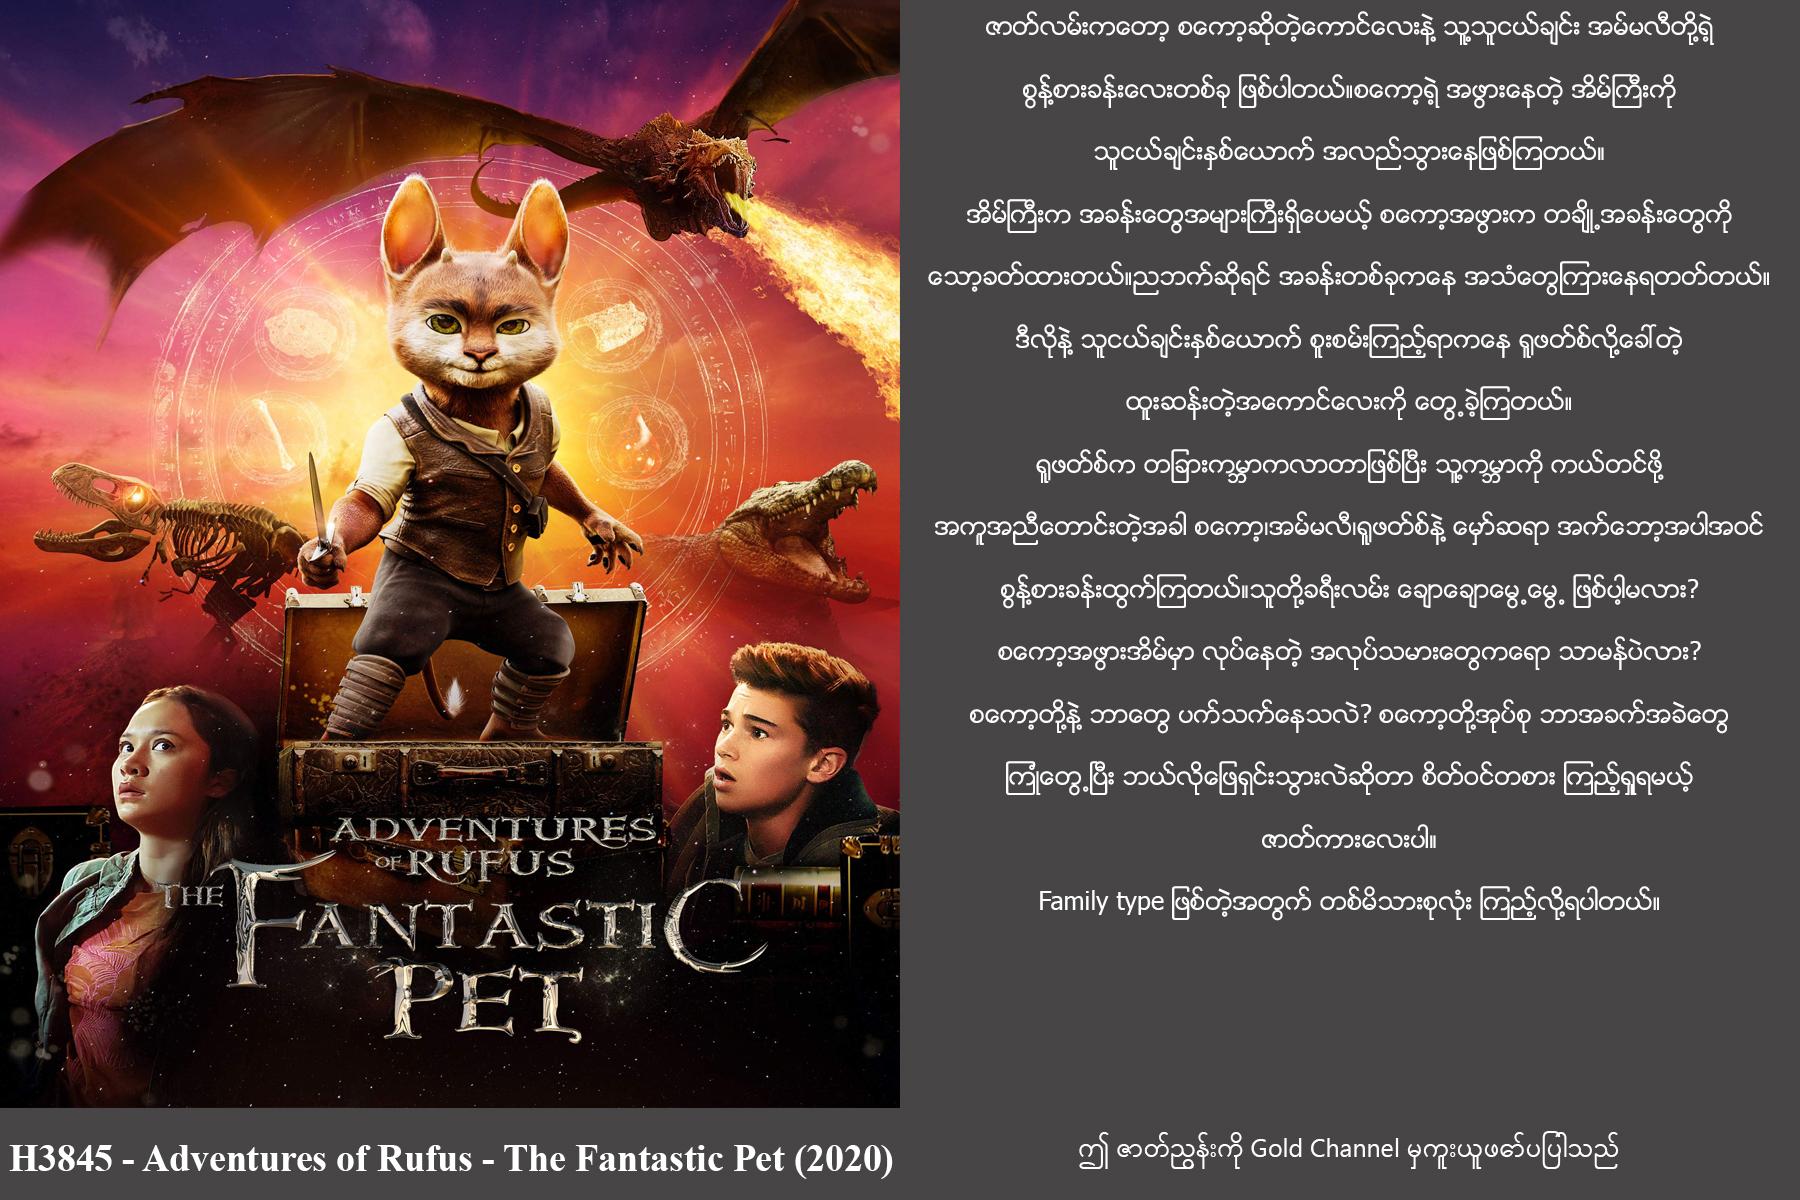 ADVENTURES
OF RUFUS
THE FANTASTIC
PET
H3845 - Adventures of Rufus - The Fantastic Pet (2020)
ဇာတ်လမ်းကတော့ စကော့ဆိုတဲ့ကောင်လေးနဲ့ သူ့သူငယ်ချင်း အမ်မလီတို့ရဲ့
စွန့်စားခန်းလေးတစ်ခု ဖြစ်ပါတယ်။စကော့ရဲ့ အဖွားနေတဲ့ အိမ်ကြီးကို
သူငယ်ချင်းနှစ်ယောက် အလည်သွားနေဖြစ်ကြတယ်။
အိမ်ကြီးက အခန်းတွေအများကြီးရှိပေမယ့် စကော့အဖွားက တချို့အခန်းတွေကို
သော့ခတ်ထားတယ်။ညဘက်ဆိုရင် အခန်းတစ်ခုကနေ အသံတွေကြားနေရတတ်တယ်။
ဒီလိုနဲ့ သူငယ်ချင်းနှစ်ယောက် စူးစမ်းကြည့်ရာကနေ ရူဖတ်စ်လို့ခေါ်တဲ့
ထူးဆန်းတဲ့အကောင်လေးကို တွေ့ခဲ့ကြတယ်။
ရူဖတ်စ်က တခြားကမ္ဘာကလာတာဖြစ်ပြီး သူ့ကမ္ဘာကို ကယ်တင်ဖို့
အကူအညီတောင်းတဲ့အခါ စကော့၊အမ်မလီ၊ရူဖတ်စ်နဲ့ မှော်ဆရာ အက်ဘော့အပါအဝင်
စွန့်စားခန်းထွက်ကြတယ်။သူတို့ခရီးလမ်း ချောချောမွေ့မွေ့ ဖြစ်ပါ့မလား?
စကော့အဖွားအိမ်မှာ လုပ်နေတဲ့ အလုပ်သမားတွေကရော သာမန်ပဲလား?
စကော့တို့နဲ့ ဘာတွေ ပက်သက်နေသလဲ? စကော့တို့အုပ်စု ဘာအခက်အခဲတွေ
ကြုံတွေ့ပြီး ဘယ်လိုဖြေရှင်းသွားလဲဆိုတာ စိတ်ဝင်တစား ကြည့်ရှုရမယ့်
ဇာတ်ကားလေးပါ။
Family type ဖြစ်တဲ့အတွက် တစ်မိသားစုလုံး ကြည့်လို့ရပါတယ်။
ဤ ဇာတ်ညွန်းကို Gold Channel မှကူးယူဖော်ပပြါသည်